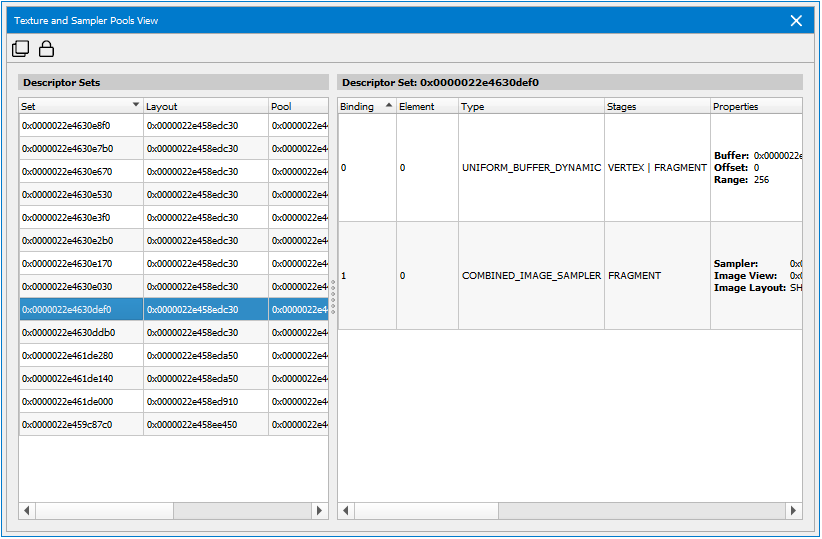 Texture and Sampler Pools View
Descriptor Sets
Set Layout Pool
0x0000022e4630e8f0 0x0000022e458edc30 0x0000022e4
0x0000022e4630e7b0 0x0000022e458edc30 0x0000022e4
0x0000022e4630e670 0x0000022e458edc30 0x0000022e4
0x0000022e4630e530 0x0000022e458edc30 0x0000022e4
0x0000022e4630e3f0 0x0000022e458edc30 0x0000022e4
0x0000022e4630e2b0 0x0000022e458edc30 0x0000022e4
0x0000022e4630e170 0x0000022e458edc30 0x0000022e4
0x0000022e4630e030 0x0000022e458edc30 0x0000022e4
0x0000022e4630def0 0x0000022e458edc30 0x0000022e4
0x0000022e4630ddb0 0x0000022e458edc30 0x0000022e4
0x0000022e461de280 0x0000022e458eda50 0x0000022e4
0x0000022e461de140 0x0000022e458eda50 0x0000022e4
0x0000022e461de000 0x0000022e458ed910 0x0000022e4
0x0000022e459c87c0 0x0000022e458ee450 0x0000022e4
Descriptor Set: 0x0000022e4630def0
Binding Element Type Stages Properties
0 0 UNIFORM_BUFFER_DYNAMIC VERTEX | FRAGMENT
Buffer: 0x0000022e
Offset: 0
Range: 256
1 0 COMBINED_IMAGE_SAMPLER FRAGMENT
Sampler: 0x0
Image View: 0x0
Image Layout: SH